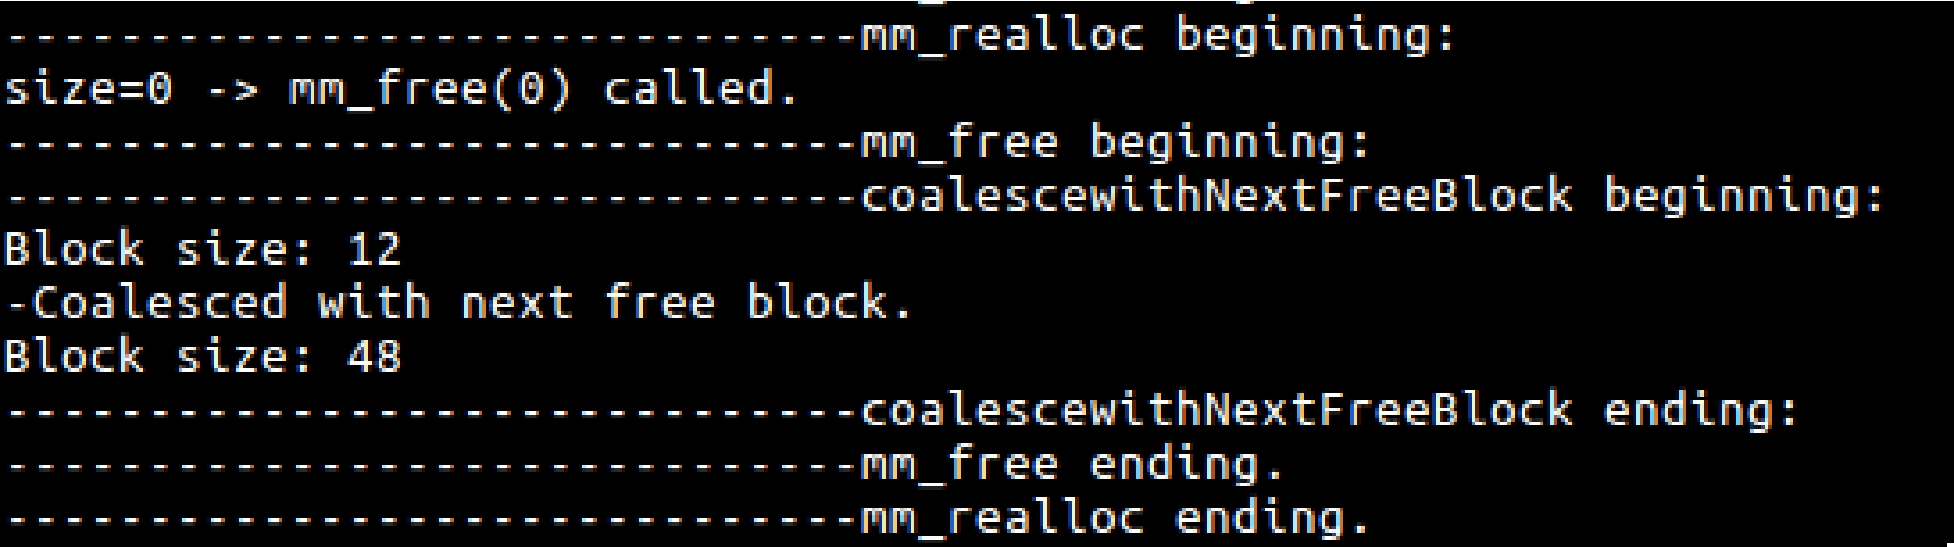 ------------------------------mm_realloc beginning:
size=0 -> mm_free(0) called.
------------------------------mm_free beginning:
------------------------------coalescewithNextFreeBlock beginning:
Block size: 12
-Coalesced with next free block.
Block size: 48
------------------------------coalescewithNextFreeBlock ending:
------------------------------mm_free ending.
------------------------------mm_realloc ending.